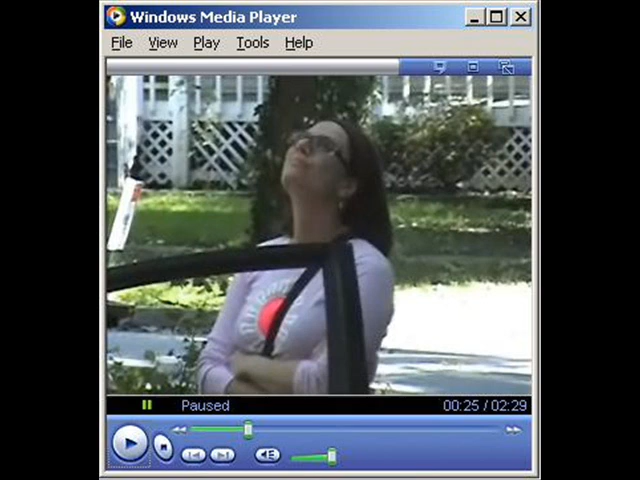 Windows Media Player
File View Play Tools Help
Paused 00:25 / 02:29